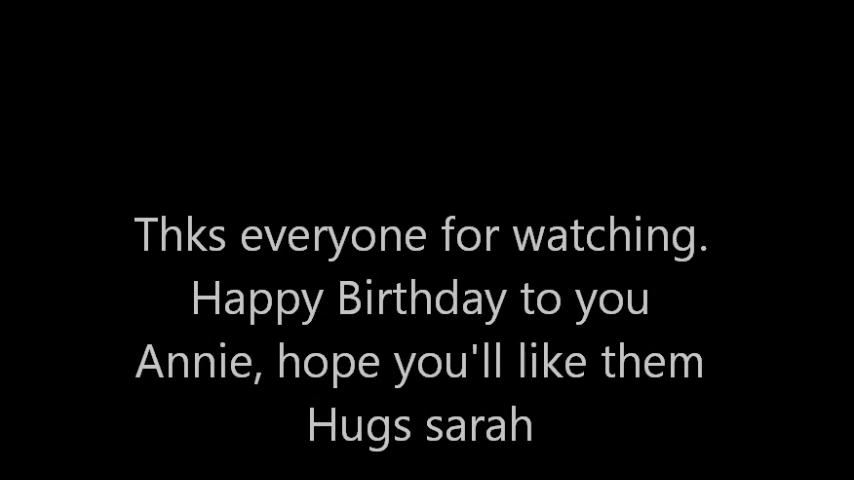 Thks everyone for watching.
Happy Birthday to you
Annie, hope you'll like them
Hugs sarah